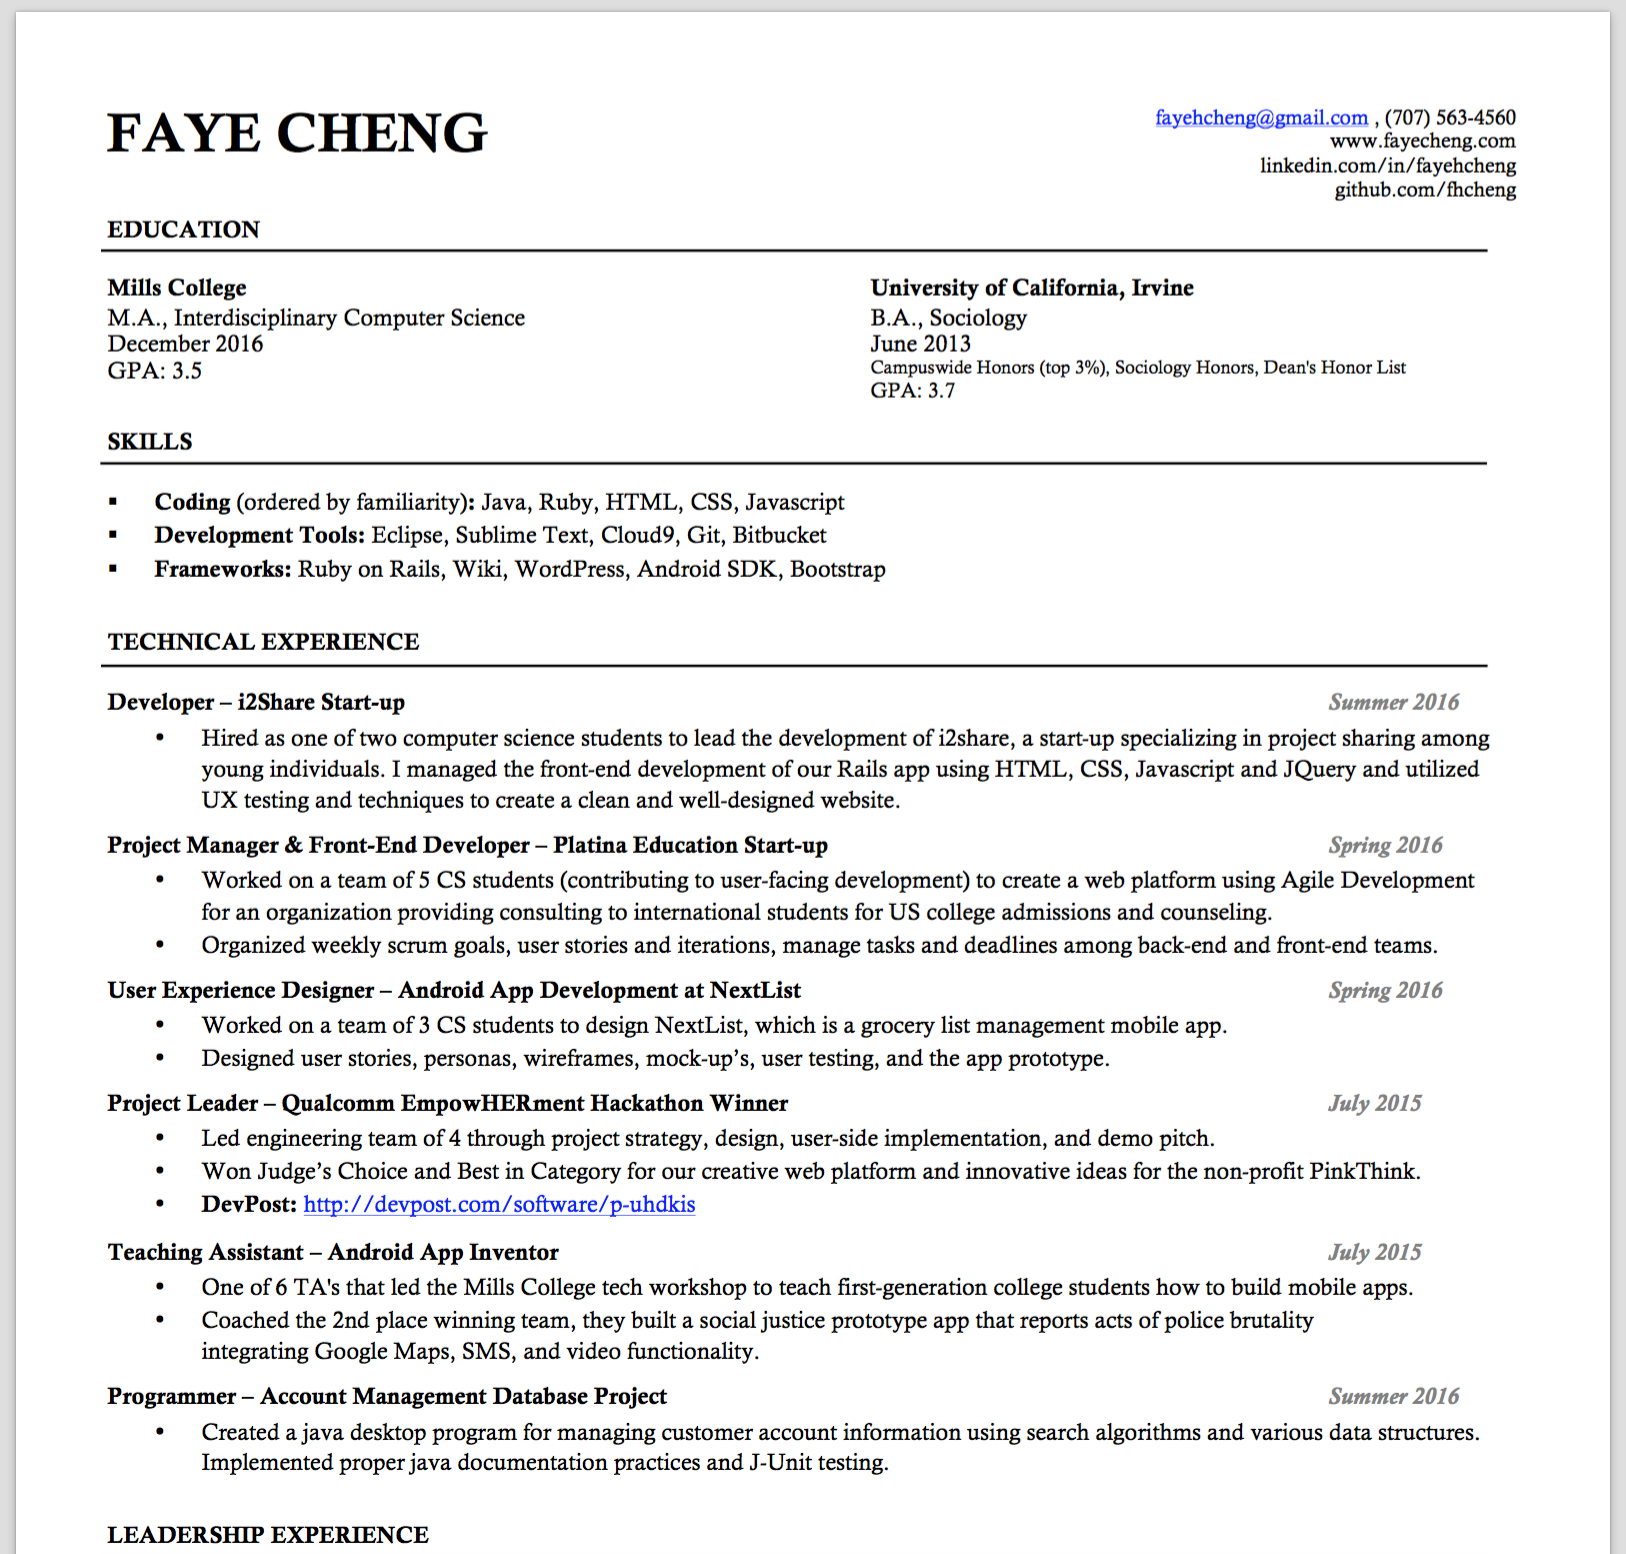 FAYE CHENG
fayehcheng@gmail.com , (707) 563-4560
www.fayecheng.com
linkedin.com/in/fayehcheng
github.com/fhcheng
EDUCATION
Mills College
M.A., Interdisciplinary Computer Science
December 2016
GPA: 3.5
University of California, Irvine
B.A., Sociology
June 2013
Campuswide Honors (top 3%), Sociology Honors, Dean's Honor List
GPA: 3.7
SKILLS
▪ Coding (ordered by familiarity): Java, Ruby, HTML, CSS, Javascript
▪ Development Tools: Eclipse, Sublime Text, Cloud9, Git, Bitbucket
▪ Frameworks: Ruby on Rails, Wiki, WordPress, Android SDK, Bootstrap
TECHNICAL EXPERIENCE
Developer – i2Share Start-up Summer 2016
• Hired as one of two computer science students to lead the development of i2share, a start-up specializing in project sharing among
young individuals. I managed the front-end development of our Rails app using HTML, CSS, Javascript and JQuery and utilized
UX testing and techniques to create a clean and well-designed website.
Project Manager & Front-End Developer – Platina Education Start-up Spring 2016
• Worked on a team of 5 CS students (contributing to user-facing development) to create a web platform using Agile Development
for an organization providing consulting to international students for US college admissions and counseling.
• Organized weekly scrum goals, user stories and iterations, manage tasks and deadlines among back-end and front-end teams.
User Experience Designer – Android App Development at NextList Spring 2016
• Worked on a team of 3 CS students to design NextList, which is a grocery list management mobile app.
• Designed user stories, personas, wireframes, mock-up’s, user testing, and the app prototype.
Project Leader – Qualcomm EmpowHERment Hackathon Winner July 2015
• Led engineering team of 4 through project strategy, design, user-side implementation, and demo pitch.
• Won Judge’s Choice and Best in Category for our creative web platform and innovative ideas for the non-profit PinkThink.
• DevPost: http://devpost.com/software/p-uhdkis
Teaching Assistant – Android App Inventor July 2015
• One of 6 TA's that led the Mills College tech workshop to teach first-generation college students how to build mobile apps.
• Coached the 2nd place winning team, they built a social justice prototype app that reports acts of police brutality
integrating Google Maps, SMS, and video functionality.
Programmer – Account Management Database Project Summer 2016
• Created a java desktop program for managing customer account information using search algorithms and various data structures.
Implemented proper java documentation practices and J-Unit testing.
LEADERSHIP EXPERIENCE